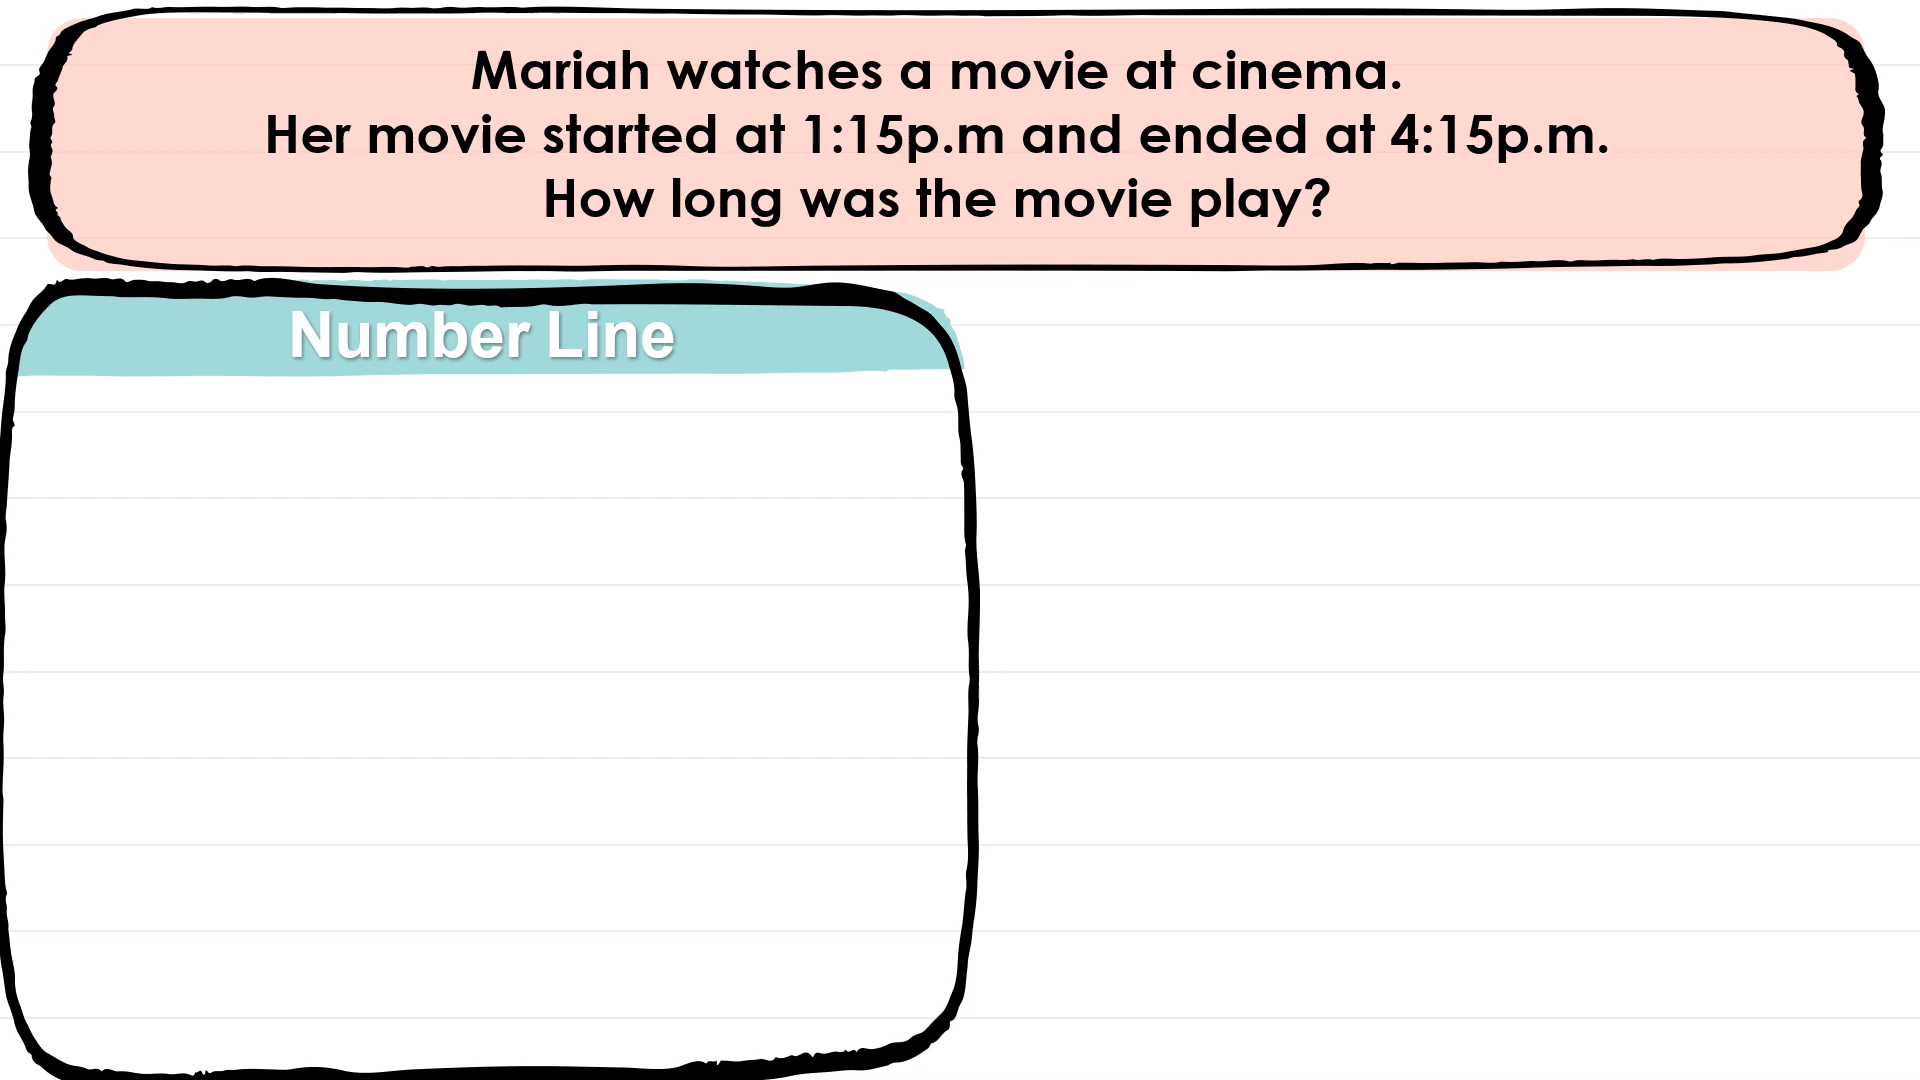 Mariah watches a movie at cinema.
Her movie started at 1:15p.m and ended at 4:15p.m.
How long was the movie play?
Number Line